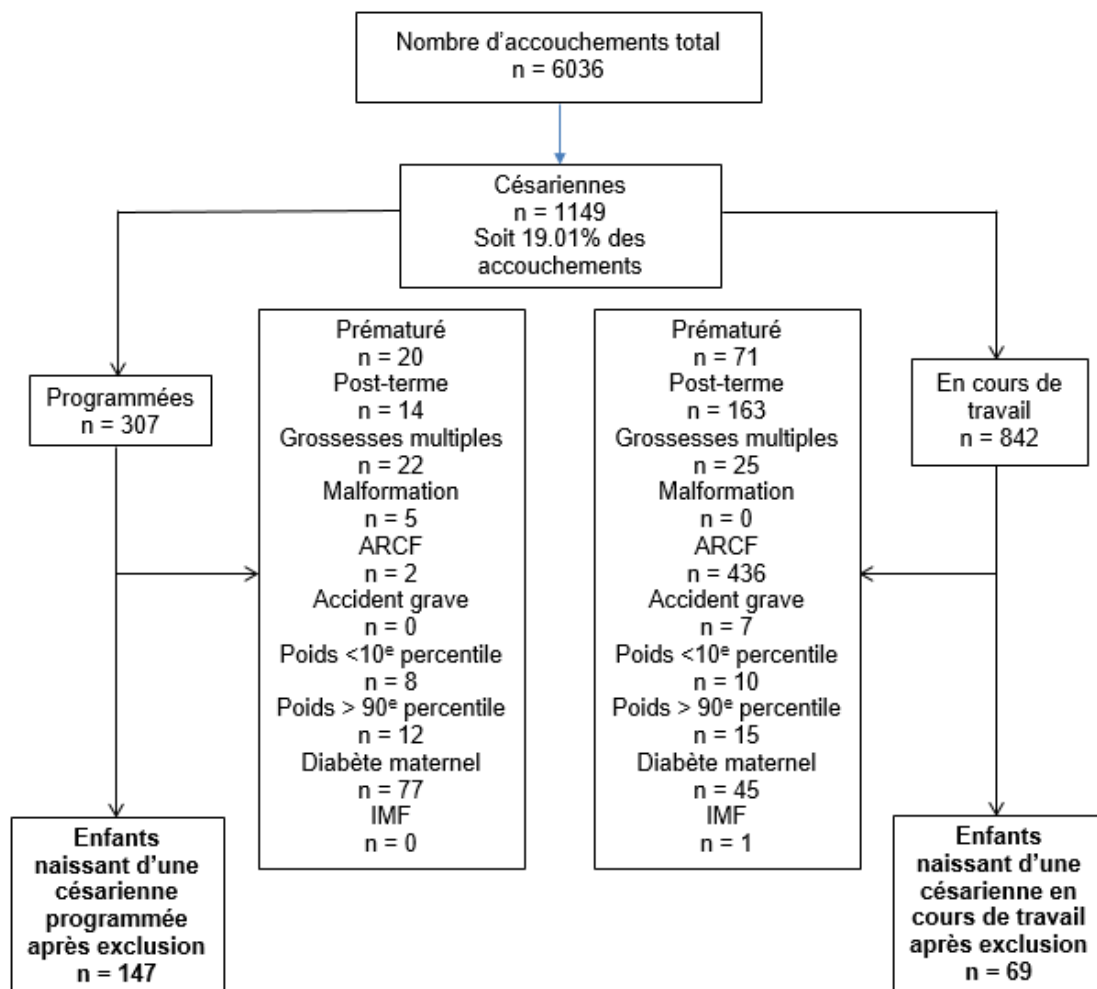 Nombre d'accouchements total
n = 6036
Césariennes
n = 1149
Soit 19.01% des
accouchements
Programmées
n = 307
Prématuré
n = 20
Post-terme
n = 14
Grossesses multiples
n = 22
Malformation
n = 5
ARCF
n = 2
Accident grave
n = 0
Poids <10ᵉ percentile
n = 8
Poids > 90ᵉ percentile
n = 12
Diabète maternel
n = 77
IMF
n = 0
Prématuré
n = 71
Post-terme
n = 163
Grossesses multiples
n = 25
Malformation
n = 0
ARCF
n = 436
Accident grave
n = 7
Poids <10ᵉ percentile
n = 10
Poids > 90ᵉ percentile
n = 15
Diabète maternel
n = 45
IMF
n = 1
En cours de
travail
n = 842
Enfants
naissant d'une
césarienne
programmée
après exclusion
n = 147
Enfants
naissant d'une
césarienne en
cours de travail
après exclusion
n = 69